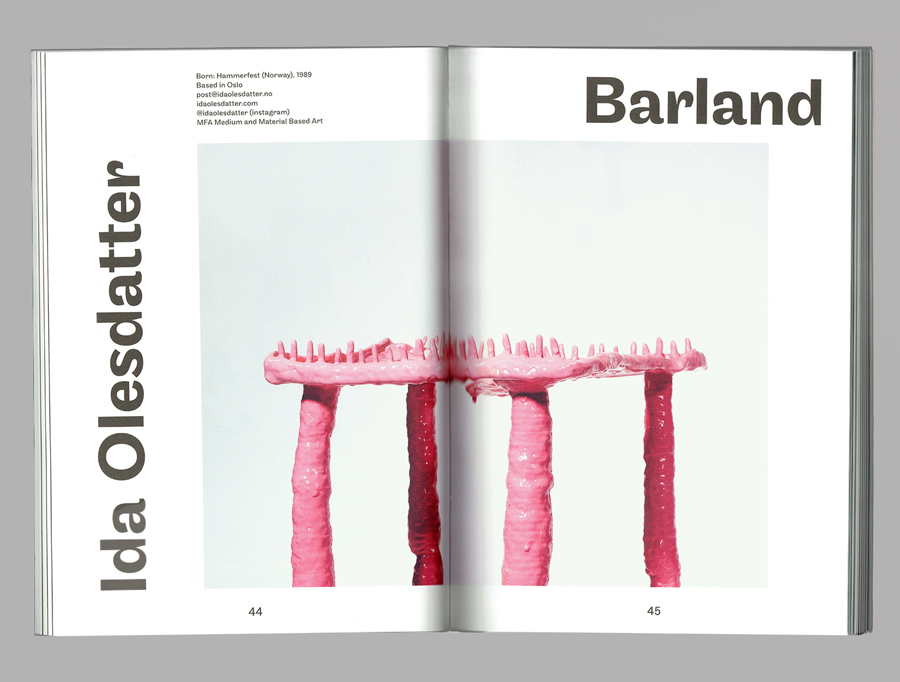 Born: Hammerfest (Norway), 1989
Based in Oslo
post@idaolesdatter.no
idaolesdatter.com
@idaolesdatter (instagram)
MFA Medium and Material Based Art
Ida Olesdatter
Barland
44
45